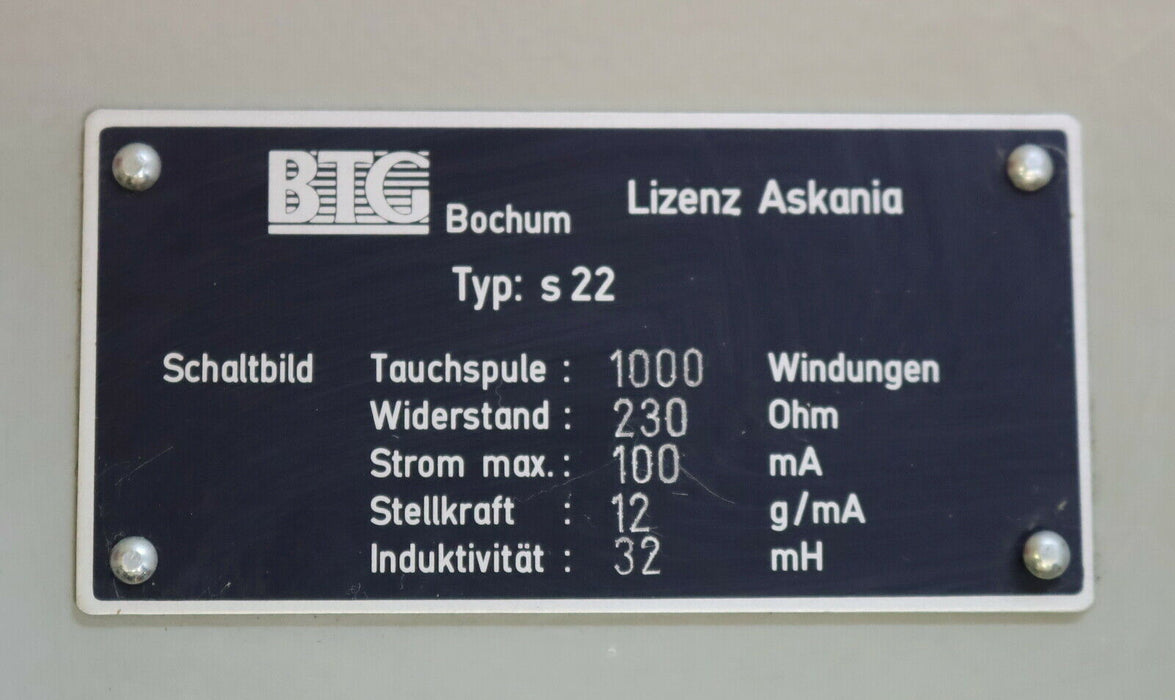 BTG Bochum Lizenz Askania
Typ: s 22
Schaltbild Tauchspule : 1000 Windungen
Widerstand : 230 Ohm
Strom max. : 100 mA
Stellkraft : 12 g/mA
Induktivität : 32 mH